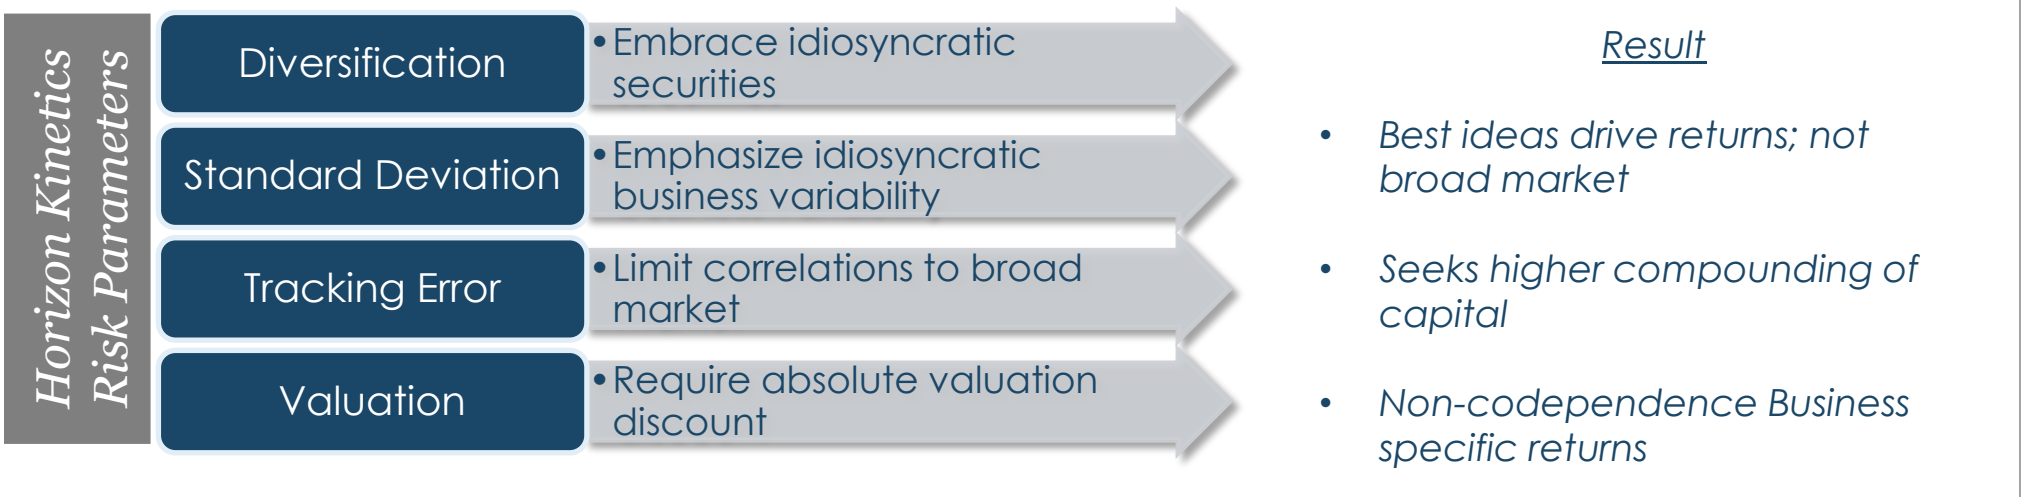 Horizon Kinetics
Risk Parameters
Diversification
•Embrace idiosyncratic
securities
Standard Deviation
•Emphasize idiosyncratic
business variability
Tracking Error
•Limit correlations to broad
market
Valuation
•Require absolute valuation
discount
Result
• Best ideas drive returns; not
broad market
• Seeks higher compounding of
capital
• Non-codependence Business
specific returns